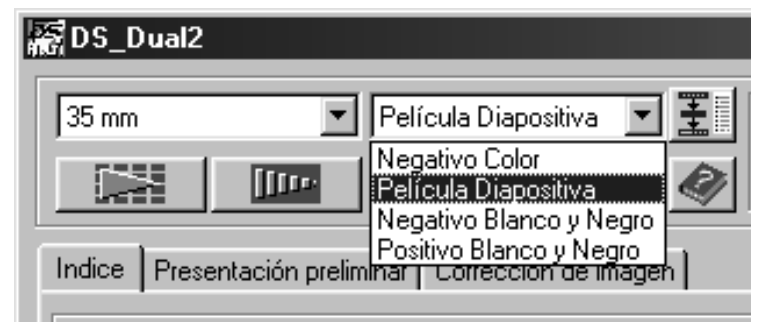 DS_Dual2
35 mm
Película Diapositiva
Negativo Color
Película Diapositiva
Negativo Blanco y Negro
Positivo Blanco y Negro
Indice
Presentación preliminar
Corrección de imagen